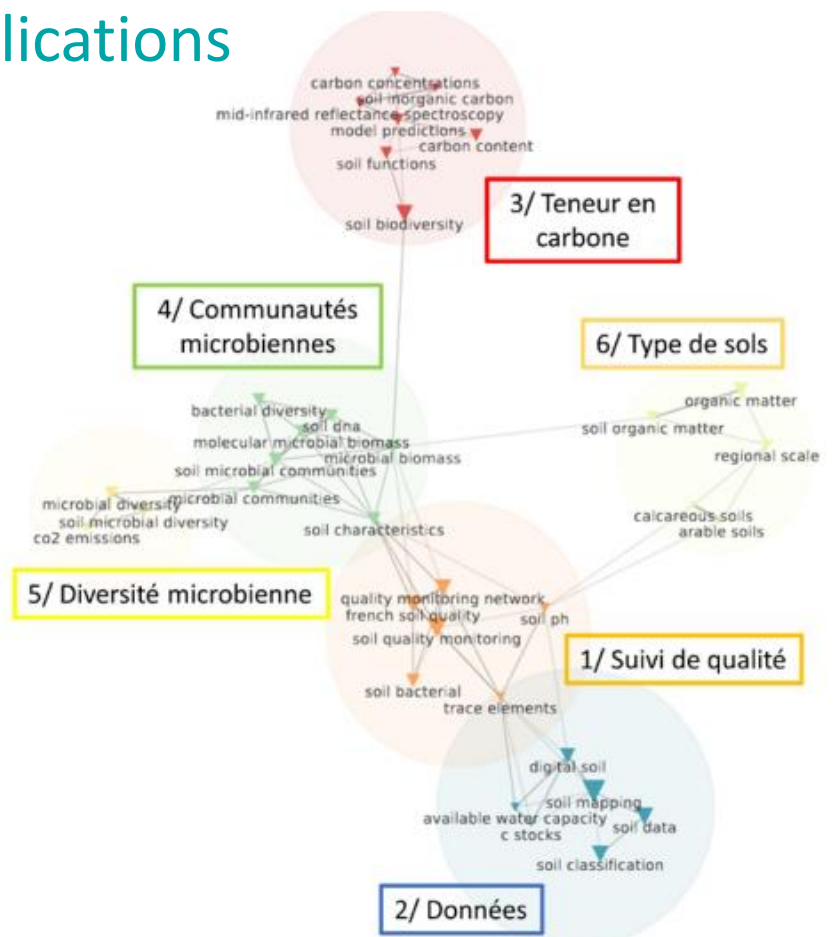 lications
carbon concentrations
soil inorganic carbon
mid-infrared reflectance spectroscopy
model predictions
carbon content
soil functions
soil biodiversity
3/ Teneur en
carbone
4/ Communautés
microbiennes
6/ Type de sols
organic matter
bacterial diversity
soil dna
soil organic matter
molecular microbial biomass
microbial biomass
regional scale
soil microbial communities
microbial diversity
microbial communities
soil microbial diversity
co2 emissions
soil characteristics
calcareous soils
arable soils
5/ Diversité microbienne
quality monitoring network
french soil quality
soil ph
soil quality monitoring
1/ Suivi de qualité
soil bacterial
trace elements
digital soil
soil mapping
available water capacity
soil data
c stocks
soil classification
2/ Données